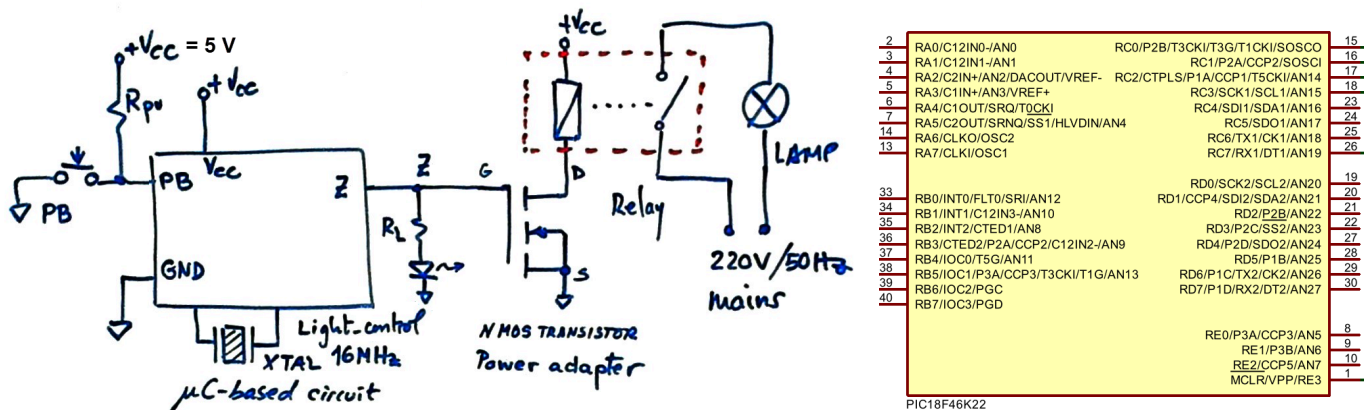 +Vcc = 5 V
Rpu
+Vcc
Vcc
PB
PB
GND
Z
Z
RL
G
D
S
+Vcc
Relay
LAMP
220V/50Hz
mains
Light_control
XTAL 16MHz
µC-based circuit
NMOS TRANSISTOR
Power adapter
2 RA0/C12IN0-/AN0
3 RA1/C12IN1-/AN1
4 RA2/C2IN+/AN2/DACOUT/VREF-
5 RA3/C1IN+/AN3/VREF+
6 RA4/C1OUT/SRQ/T0CKI
7 RA5/C2OUT/SRNQ/SS1/HLVDIN/AN4
14 RA6/CLKO/OSC2
13 RA7/CLKI/OSC1
33 RB0/INT0/FLT0/SRI/AN12
34 RB1/INT1/C12IN3-/AN10
35 RB2/INT2/CTED1/AN8
36 RB3/CTED2/P2A/CCP2/C12IN2-/AN9
37 RB4/IOC0/T5G/AN11
38 RB5/IOC1/P3A/CCP3/T3CKI/T1G/AN13
39 RB6/IOC2/PGC
40 RB7/IOC3/PGD
RC0/P2B/T3CKI/T3G/T1CKI/SOSCO 15
RC1/P2A/CCP2/SOSCI 16
RC2/CTPLS/P1A/CCP1/T5CKI/AN14 17
RC3/SCK1/SCL1/AN15 18
RC4/SDI1/SDA1/AN16 23
RC5/SDO1/AN17 24
RC6/TX1/CK1/AN18 25
RC7/RX1/DT1/AN19 26
RD0/SCK2/SCL2/AN20 19
RD1/CCP4/SDI2/SDA2/AN21 20
RD2/P2B/AN22 21
RD3/P2C/SS2/AN23 22
RD4/P2D/SDO2/AN24 27
RD5/P1B/AN25 28
RD6/P1C/TX2/CK2/AN26 29
RD7/P1D/RX2/DT2/AN27 30
RE0/P3A/CCP3/AN5 8
RE1/P3B/AN6 9
RE2/CCP5/AN7 10
MCLR/VPP/RE3 1
PIC18F46K22